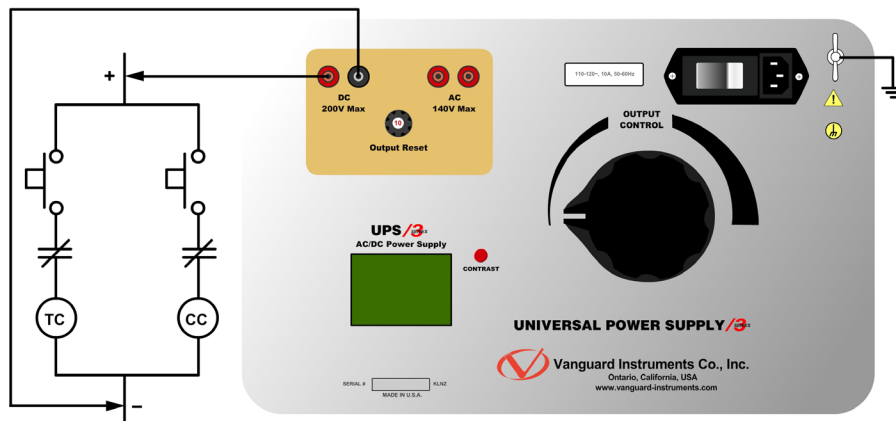 +
DC
200V Max
AC
140V Max
10
Output Reset
110-120~, 10A, 50-60Hz
OUTPUT
CONTROL
UPS/3
AC/DC Power Supply
CONTRAST
TC
CC
UNIVERSAL POWER SUPPLY/3
Vanguard Instruments Co., Inc.
Ontario, California, USA
www.vanguard-instruments.com
SERIAL # KLNZ
MADE IN U.S.A.
–